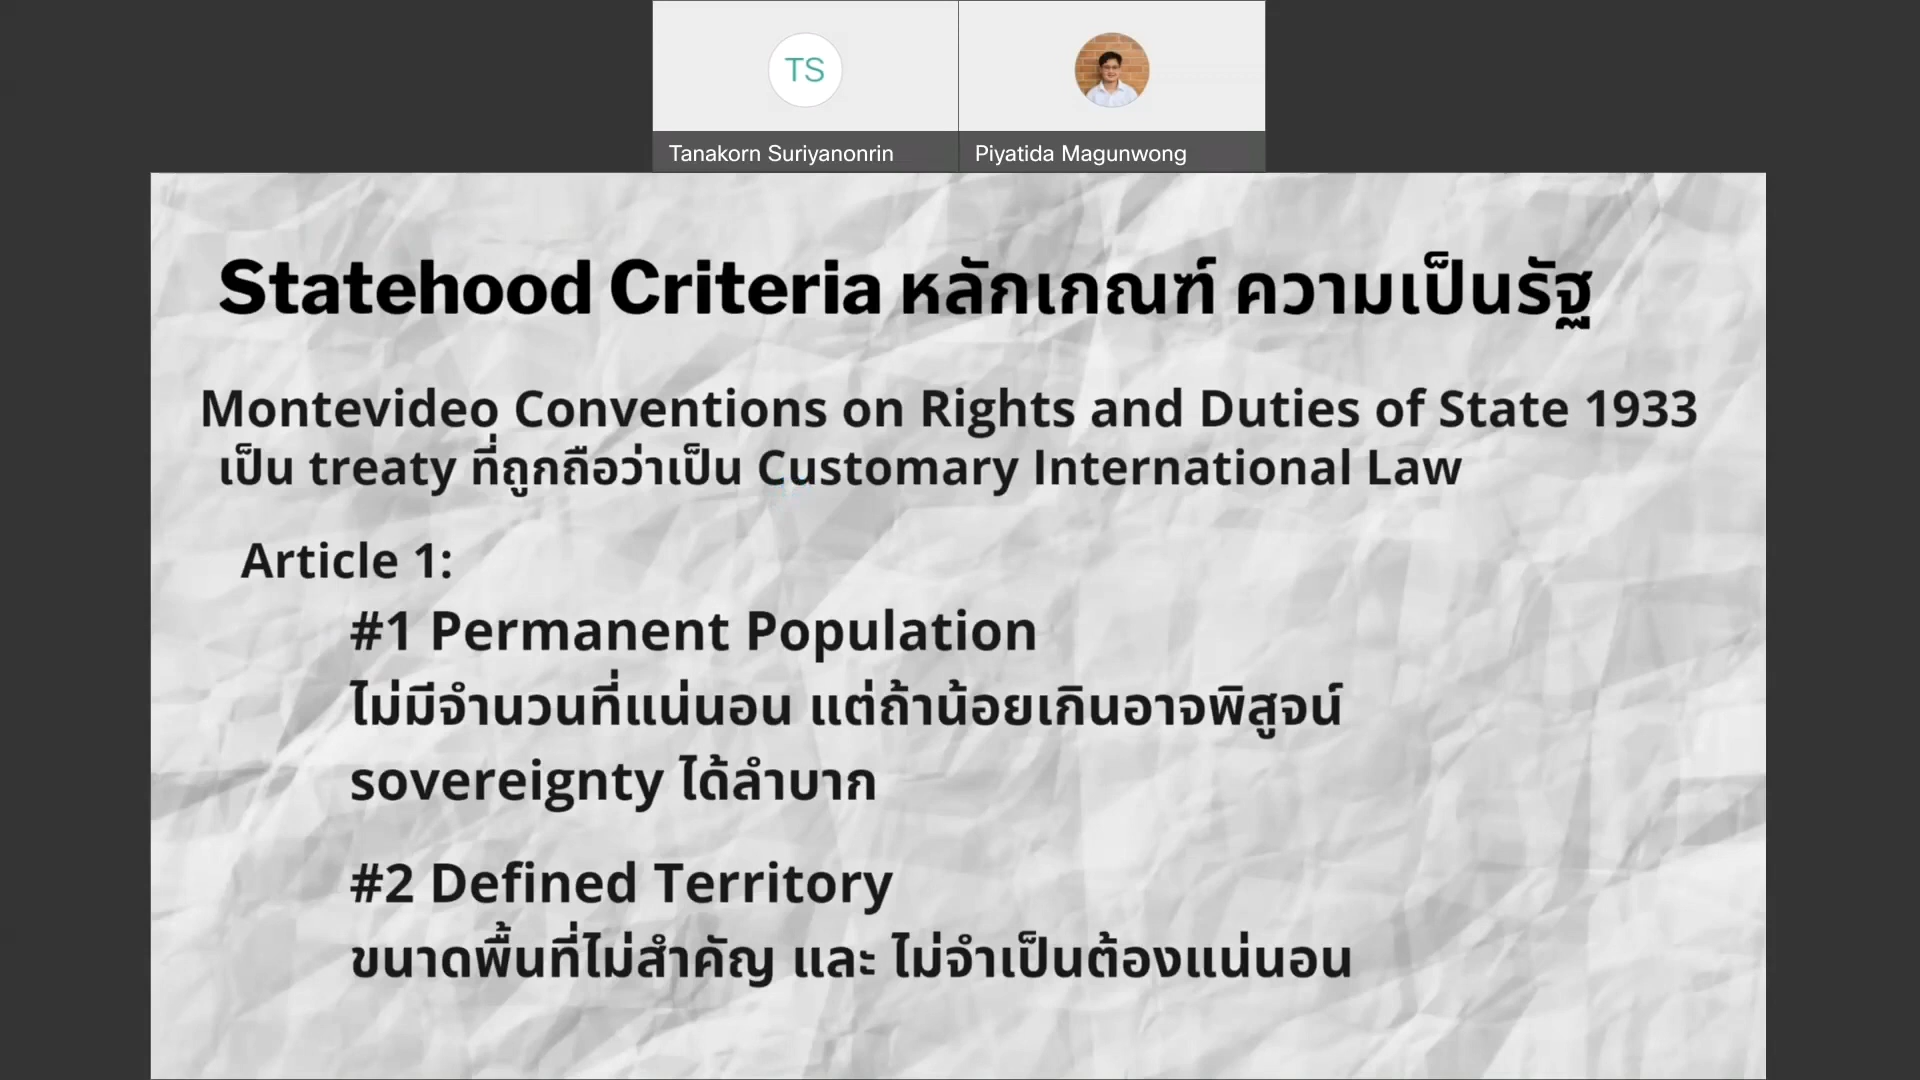 TS
Tanakorn Suriyanonrin
Piyatida Magunwong
Statehood Criteria หลักเกณฑ์ ความเป็นรัฐ
Montevideo Conventions on Rights and Duties of State 1933
เป็น treaty ที่ถูกถือว่าเป็น Customary International Law
Article 1:
#1 Permanent Population
ไม่มีจำนวนที่แน่นอน แต่ถ้าน้อยเกินอาจพิสูจน์
sovereignty ได้ลำบาก
#2 Defined Territory
ขนาดพื้นที่ไม่สำคัญ และ ไม่จำเป็นต้องแน่นอน